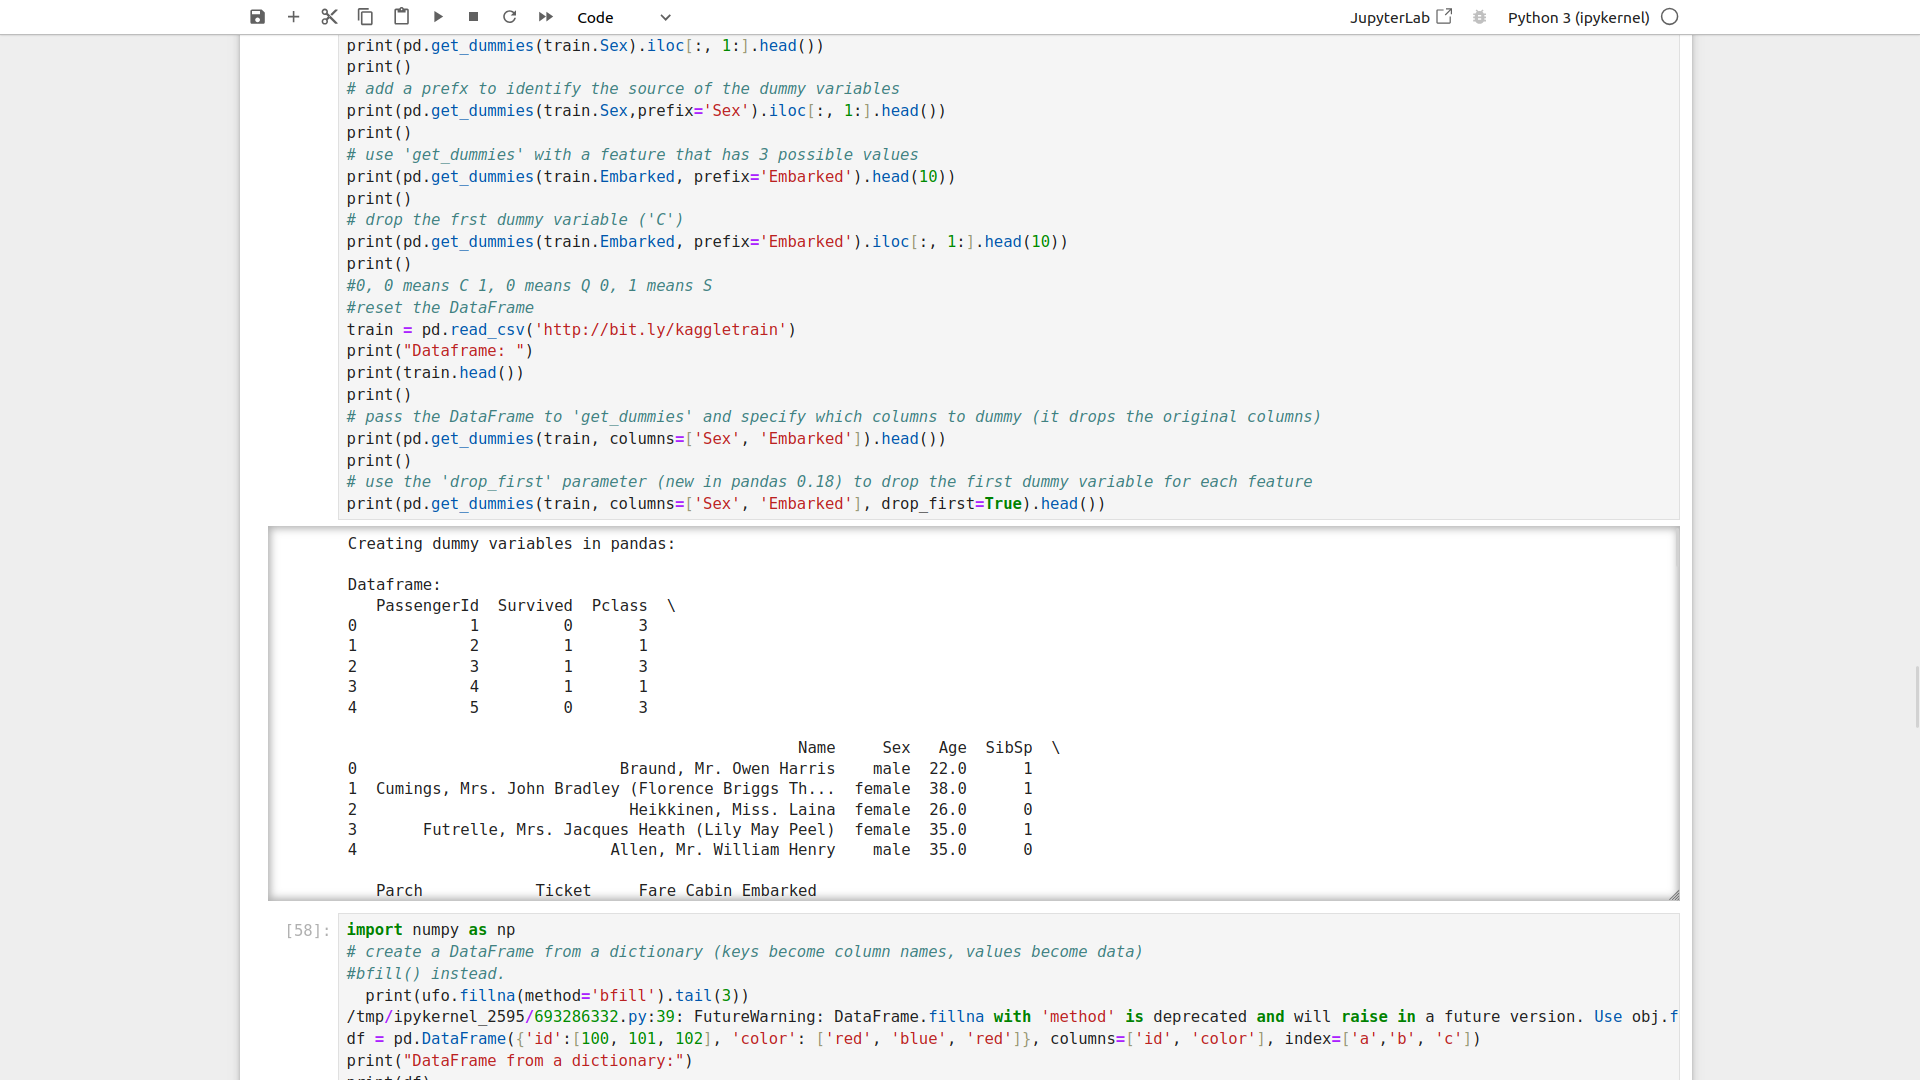 Code JupyterLab Python 3 (ipykernel)
print(pd.get_dummies(train.Sex).iloc[:, 1:].head())
print()
# add a prefx to identify the source of the dummy variables
print(pd.get_dummies(train.Sex,prefix='Sex').iloc[:, 1:].head())
print()
# use 'get_dummies' with a feature that has 3 possible values
print(pd.get_dummies(train.Embarked, prefix='Embarked').head(10))
print()
# drop the frst dummy variable ('C')
print(pd.get_dummies(train.Embarked, prefix='Embarked').iloc[:, 1:].head(10))
print()
#0, 0 means C 1, 0 means Q 0, 1 means S
#reset the DataFrame
train = pd.read_csv('http://bit.ly/kaggletrain')
print("Dataframe: ")
print(train.head())
print()
# pass the DataFrame to 'get_dummies' and specify which columns to dummy (it drops the original columns)
print(pd.get_dummies(train, columns=['Sex', 'Embarked']).head())
print()
# use the 'drop_first' parameter (new in pandas 0.18) to drop the first dummy variable for each feature
print(pd.get_dummies(train, columns=['Sex', 'Embarked'], drop_first=True).head())
Creating dummy variables in pandas:
Dataframe:
   PassengerId  Survived  Pclass  \
0            1         0       3
1            2         1       1
2            3         1       3
3            4         1       1
4            5         0       3
                                                Name     Sex   Age  SibSp  \
0                            Braund, Mr. Owen Harris    male  22.0      1
1  Cumings, Mrs. John Bradley (Florence Briggs Th...  female  38.0      1
2                             Heikkinen, Miss. Laina  female  26.0      0
3       Futrelle, Mrs. Jacques Heath (Lily May Peel)  female  35.0      1
4                           Allen, Mr. William Henry    male  35.0      0
   Parch            Ticket     Fare Cabin Embarked
[58]: import numpy as np
# create a DataFrame from a dictionary (keys become column names, values become data)
#bfill() instead.
  print(ufo.fillna(method='bfill').tail(3))
/tmp/ipykernel_2595/693286332.py:39: FutureWarning: DataFrame.fillna with 'method' is deprecated and will raise in a future version. Use obj.f
df = pd.DataFrame({'id':[100, 101, 102], 'color': ['red', 'blue', 'red']}, columns=['id', 'color'], index=['a','b', 'c'])
print("DataFrame from a dictionary:")
print(df)